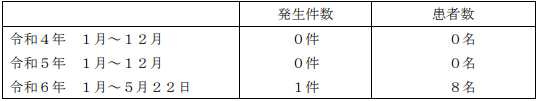 発生件数　患者数
令和４年　１月～１２月　０件　０名
令和５年　１月～１２月　０件　０名
令和６年　１月～５月２２日　１件　８名